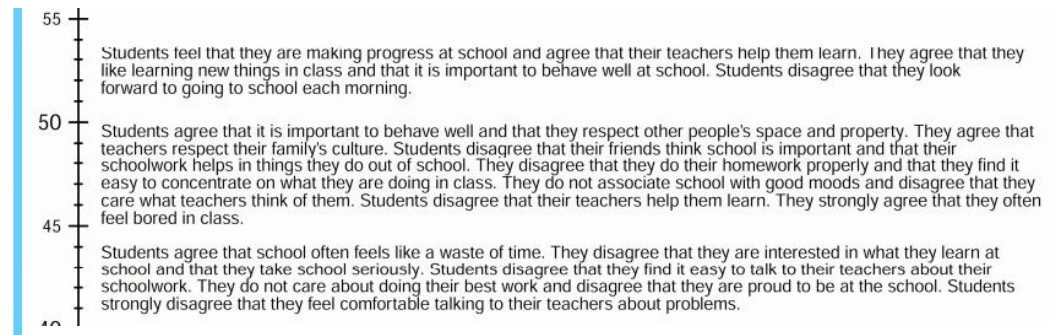 55
Students feel that they are making progress at school and agree that their teachers help them learn. They agree that they
like learning new things in class and that it is important to behave well at school. Students disagree that they look
forward to going to school each morning.
50
Students agree that it is important to behave well and that they respect other people's space and property. They agree that
teachers respect their family's culture. Students disagree that their friends think school is important and that their
schoolwork helps in things they do out of school. They disagree that they do their homework properly and that they find it
easy to concentrate on what they are doing in class. They do not associate school with good moods and disagree that they
care what teachers think of them. Students disagree that their teachers help them learn. They strongly agree that they often
feel bored in class.
45
Students agree that school often feels like a waste of time. They disagree that they are interested in what they learn at
school and that they take school seriously. Students disagree that they find it easy to talk to their teachers about their
schoolwork. They do not care about doing their best work and disagree that they are proud to be at the school. Students
strongly disagree that they feel comfortable talking to their teachers about problems.
40